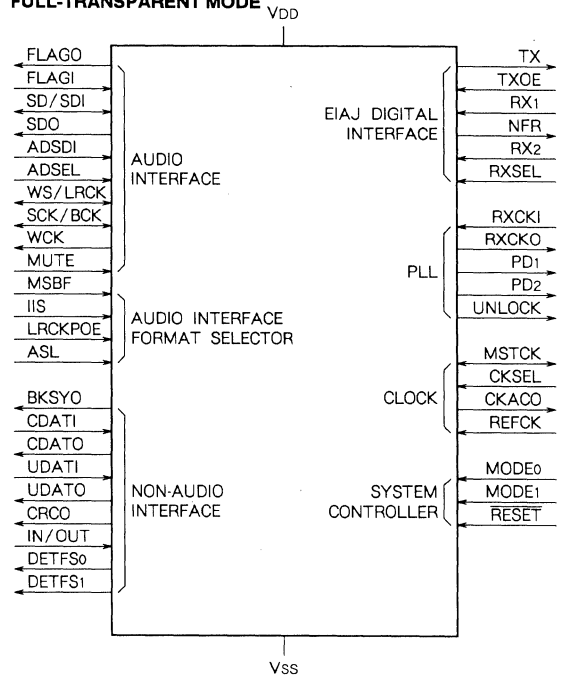 FULL-TRANSPARENT MODE
VDD
FLAGO
FLAGI
SD/SDI
SDO
ADSDI
ADSEL
WS/LRCK
SCK/BCK
WCK
MUTE
AUDIO
INTERFACE
MSBF
IIS
LRCKPOE
ASL
AUDIO INTERFACE
FORMAT SELECTOR
BKSYO
CDATI
CDATO
UDATI
UDATO
CRCO
IN/OUT
DETFS0
DETFS1
NON-AUDIO
INTERFACE
EIAJ DIGITAL
INTERFACE
TX
TXOE
RX1
NFR
RX2
RXSEL
PLL
RXCKI
RXCKO
PD1
PD2
UNLOCK
CLOCK
MSTCK
CKSEL
CKACO
REFCK
SYSTEM
CONTROLLER
MODE0
MODE1
RESET
VSS